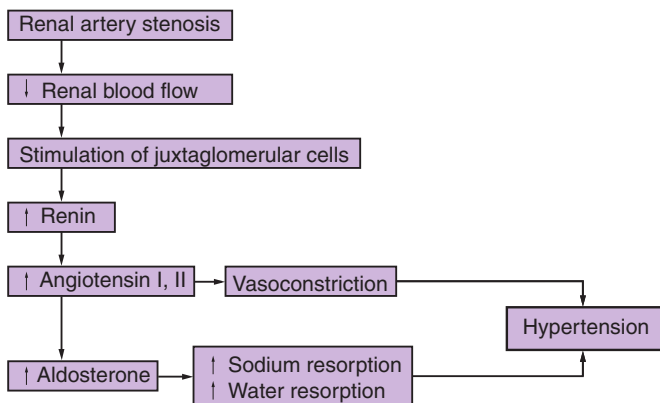 Renal artery stenosis
↓ Renal blood flow
Stimulation of juxtaglomerular cells
↑ Renin
↑ Angiotensin I, II
Vasoconstriction
Hypertension
↑ Aldosterone
↑ Sodium resorption
↑ Water resorption